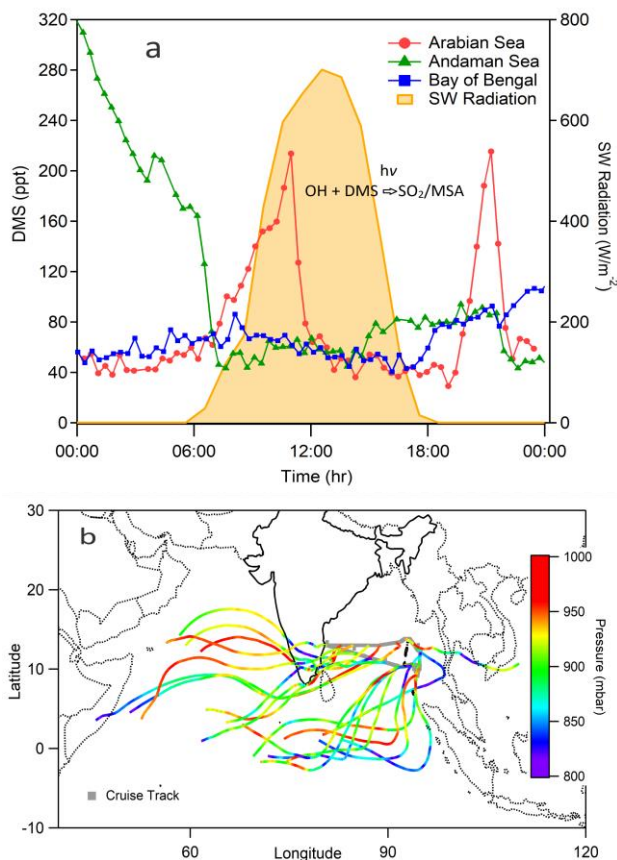 a
Arabian Sea
Andaman Sea
Bay of Bengal
SW Radiation
hν
OH + DMS ⇨SO₂/MSA
320
280
240
200
160
120
80
40
0
DMS (ppt)
800
600
400
200
0
SW Radiation (W/m⁻²)
00:00 06:00 12:00 18:00 00:00
Time (hr)
b
30
20
10
0
-10
Latitude
1000
950
900
850
800
Pressure (mbar)
Cruise Track
60 80 100 120
Longitude